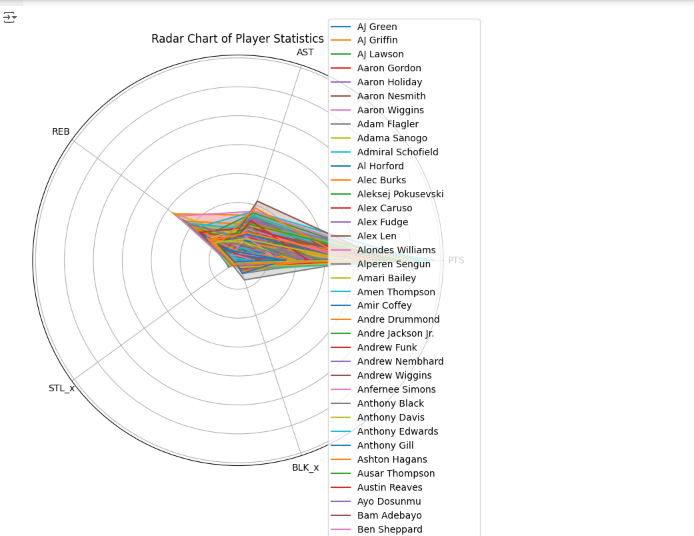 Radar Chart of Player Statistics
AST
REB
PTS
STL_x
BLK_x
AJ Green
AJ Griffin
AJ Lawson
Aaron Gordon
Aaron Holiday
Aaron Nesmith
Aaron Wiggins
Adam Flagler
Adama Sanogo
Admiral Schofield
Al Horford
Alec Burks
Aleksej Pokusevski
Alex Caruso
Alex Fudge
Alex Len
Alondes Williams
Alperen Sengun
Amari Bailey
Amen Thompson
Amir Coffey
Andre Drummond
Andre Jackson Jr.
Andrew Funk
Andrew Nembhard
Andrew Wiggins
Anfernee Simons
Anthony Black
Anthony Davis
Anthony Edwards
Anthony Gill
Ashton Hagans
Ausar Thompson
Austin Reaves
Ayo Dosunmu
Bam Adebayo
Ben Sheppard